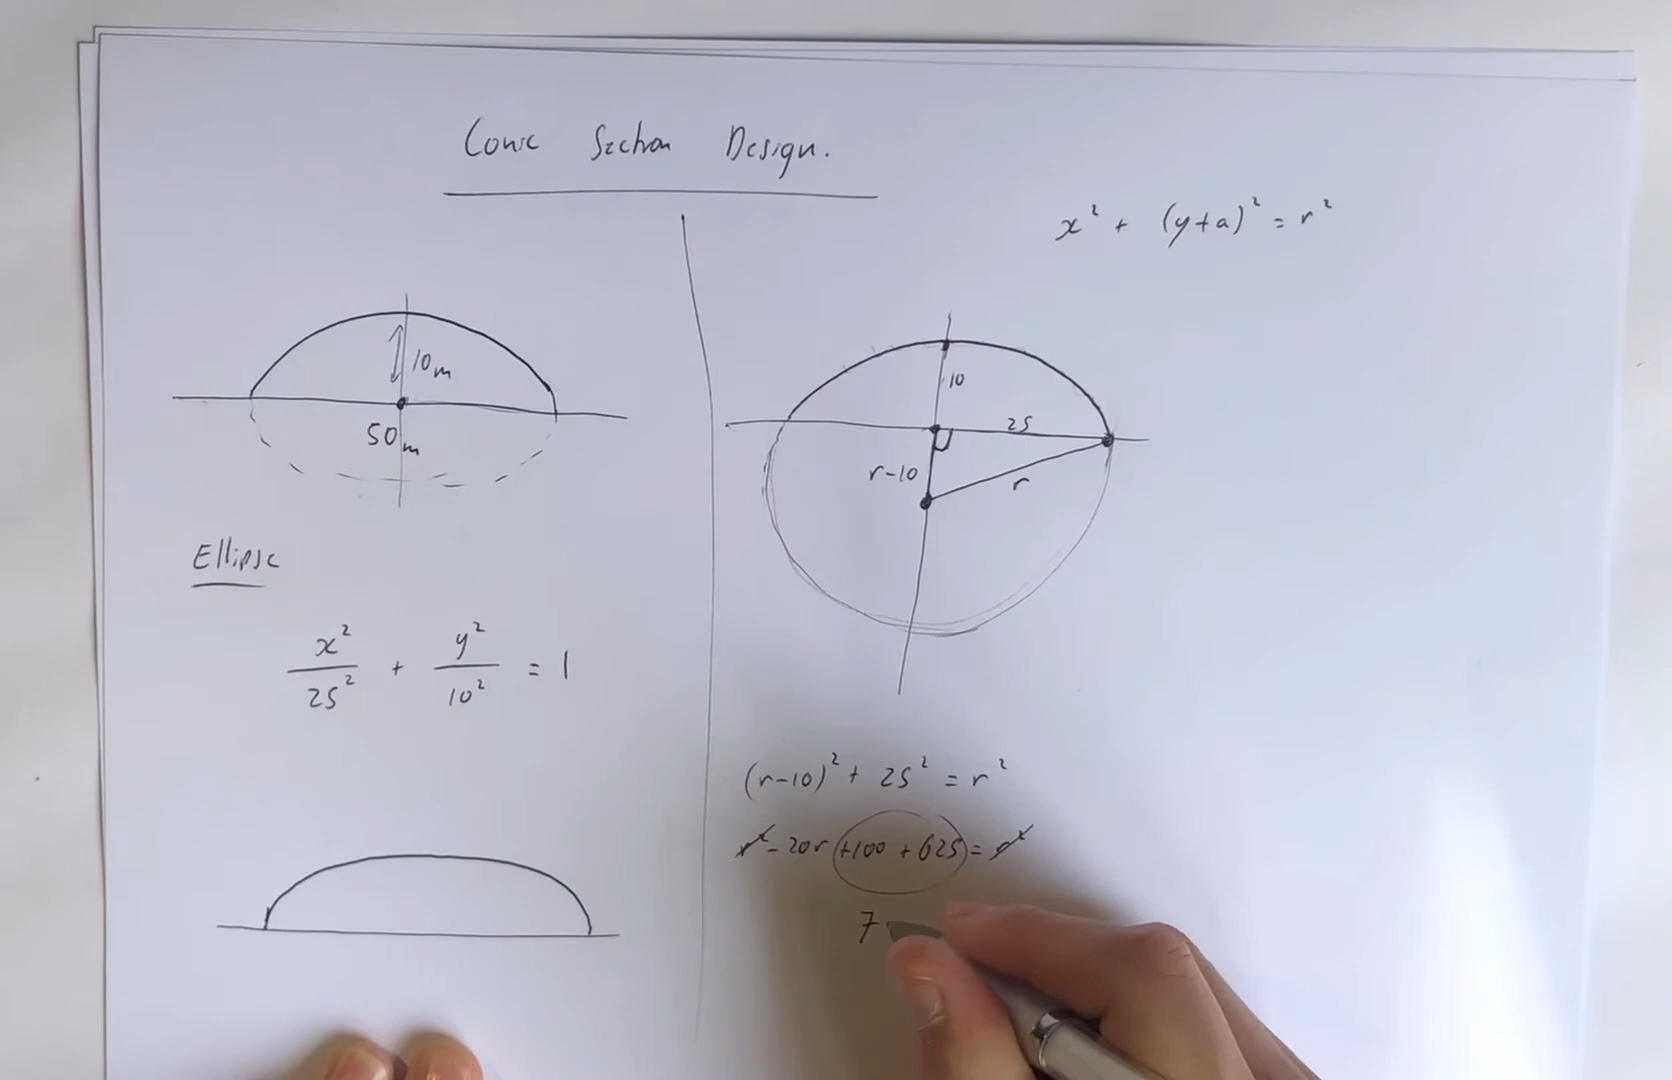 Conic Section Design.
10m
50m
Ellipse
x²/25² + y²/10² = 1
x² + (y+a)² = r²
10
25
r-10
r
(r-10)² + 25² = r²
r² - 20r +100 + 625 = r²
7